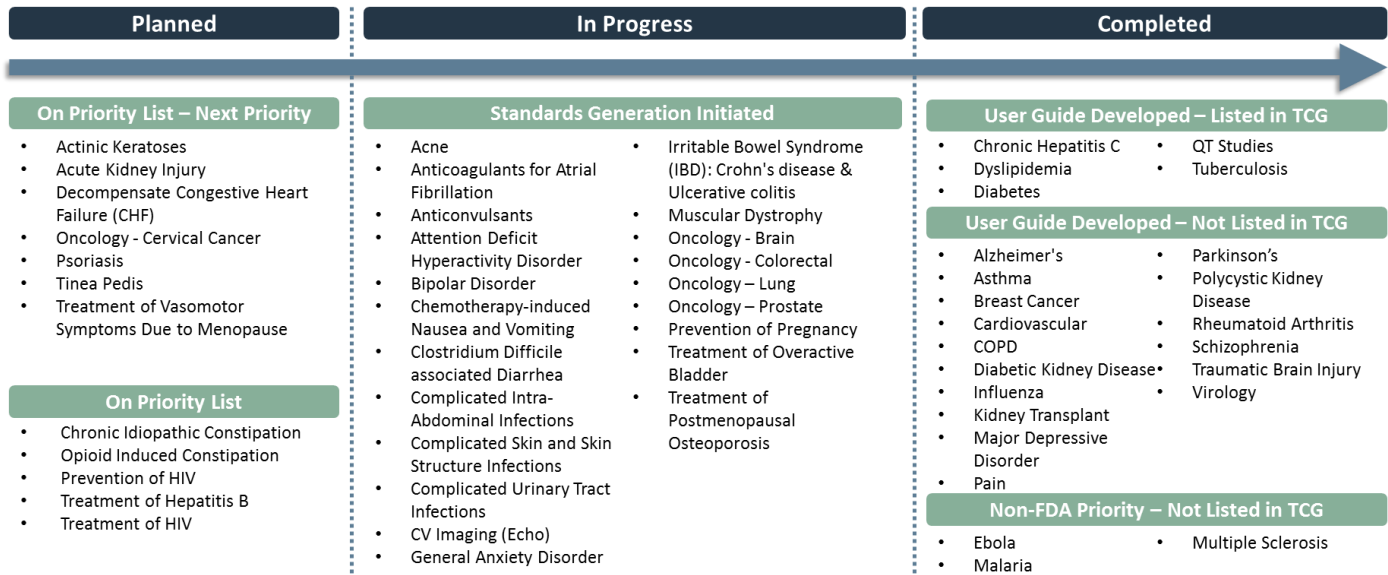 Planned
On Priority List – Next Priority
• Actinic Keratoses
• Acute Kidney Injury
• Decompensate Congestive Heart
Failure (CHF)
• Oncology - Cervical Cancer
• Psoriasis
• Tinea Pedis
• Treatment of Vasomotor
Symptoms Due to Menopause
On Priority List
• Chronic Idiopathic Constipation
• Opioid Induced Constipation
• Prevention of HIV
• Treatment of Hepatitis B
• Treatment of HIV
In Progress
Standards Generation Initiated
• Acne
• Anticoagulants for Atrial
Fibrillation
• Anticonvulsants
• Attention Deficit
Hyperactivity Disorder
• Bipolar Disorder
• Chemotherapy-induced
Nausea and Vomiting
• Clostridium Difficile
associated Diarrhea
• Complicated Intra-
Abdominal Infections
• Complicated Skin and Skin
Structure Infections
• Complicated Urinary Tract
Infections
• CV Imaging (Echo)
• General Anxiety Disorder
• Irritable Bowel Syndrome
(IBD): Crohn's disease &
Ulcerative colitis
• Muscular Dystrophy
• Oncology - Brain
• Oncology - Colorectal
• Oncology – Lung
• Oncology – Prostate
• Prevention of Pregnancy
• Treatment of Overactive
Bladder
• Treatment of
Postmenopausal
Osteoporosis
Completed
User Guide Developed – Listed in TCG
• Chronic Hepatitis C
• Dyslipidemia
• Diabetes
• QT Studies
• Tuberculosis
User Guide Developed – Not Listed in TCG
• Alzheimer's
• Asthma
• Breast Cancer
• Cardiovascular
• COPD
• Diabetic Kidney Disease
• Influenza
• Kidney Transplant
• Major Depressive
Disorder
• Pain
• Parkinson’s
• Polycystic Kidney
Disease
• Rheumatoid Arthritis
• Schizophrenia
• Traumatic Brain Injury
• Virology
Non-FDA Priority – Not Listed in TCG
• Ebola
• Malaria
• Multiple Sclerosis